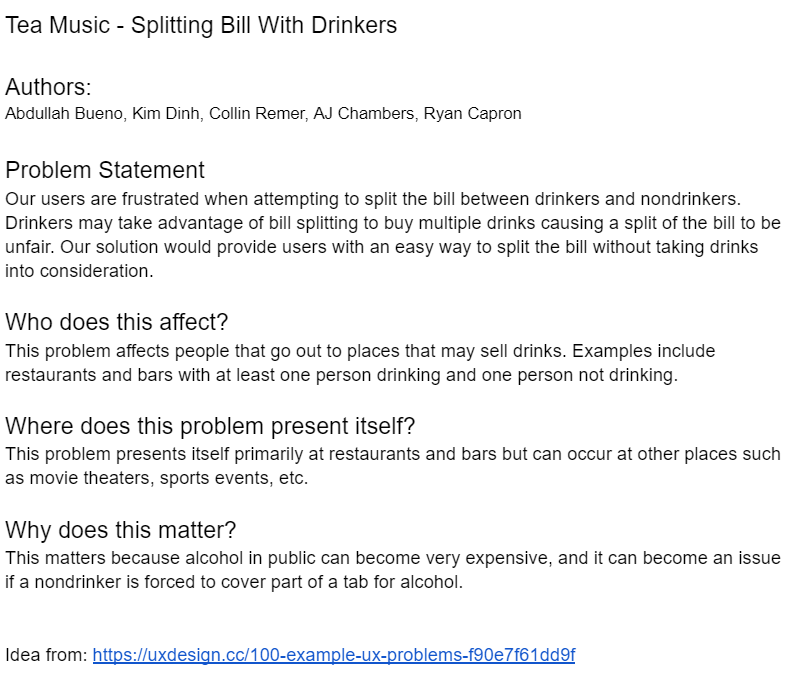 Tea Music - Splitting Bill With Drinkers
Authors:
Abdullah Bueno, Kim Dinh, Collin Remer, AJ Chambers, Ryan Capron
Problem Statement
Our users are frustrated when attempting to split the bill between drinkers and nondrinkers.
Drinkers may take advantage of bill splitting to buy multiple drinks causing a split of the bill to be
unfair. Our solution would provide users with an easy way to split the bill without taking drinks
into consideration.
Who does this affect?
This problem affects people that go out to places that may sell drinks. Examples include
restaurants and bars with at least one person drinking and one person not drinking.
Where does this problem present itself?
This problem presents itself primarily at restaurants and bars but can occur at other places such
as movie theaters, sports events, etc.
Why does this matter?
This matters because alcohol in public can become very expensive, and it can become an issue
if a nondrinker is forced to cover part of a tab for alcohol.
Idea from: https://uxdesign.cc/100-example-ux-problems-f90e7f61dd9f